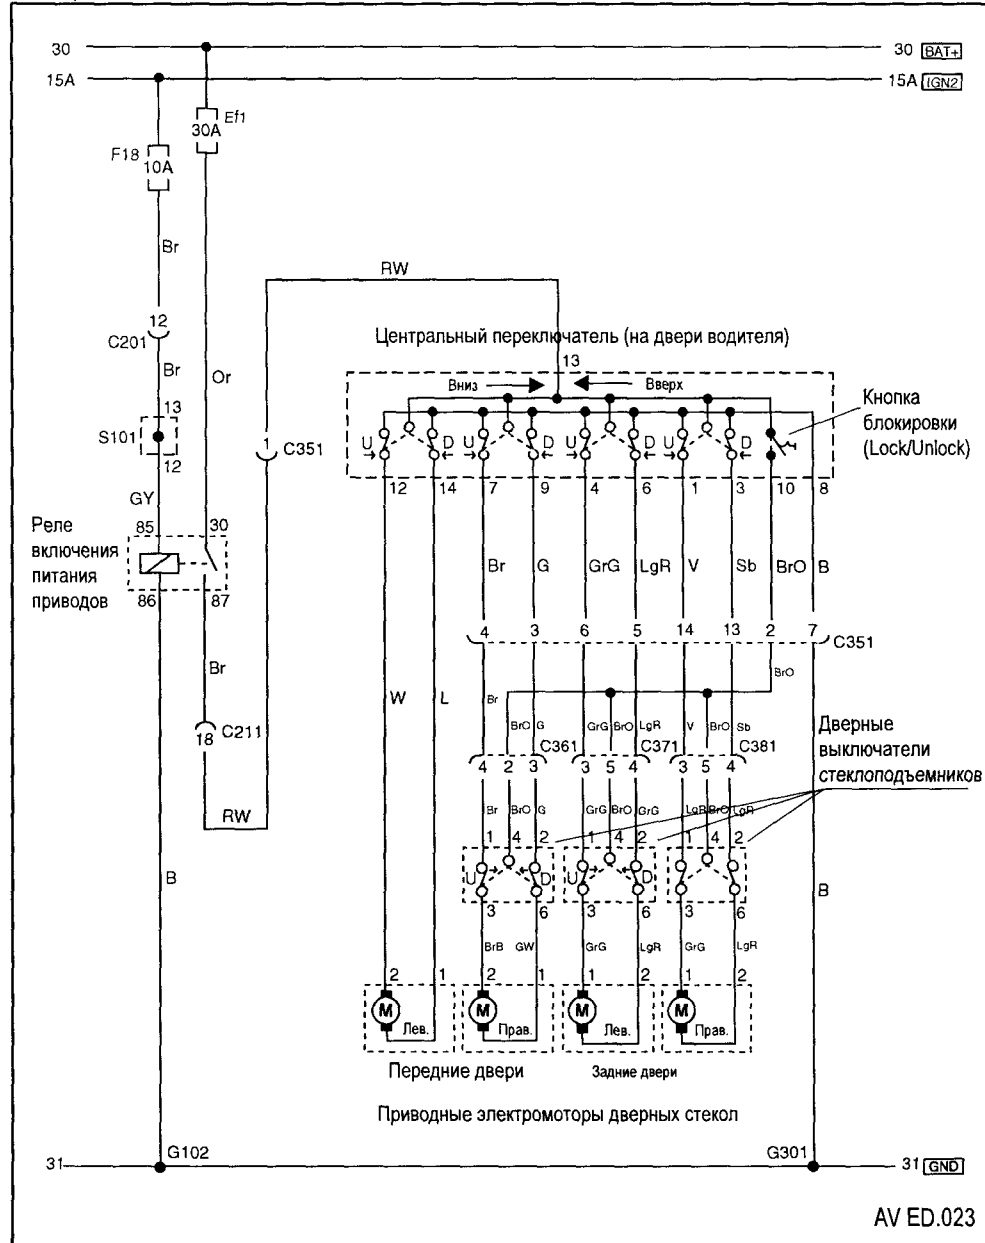 30 30 BAT+
15A 15A IGN2
Ef1
30A
F18
10A
Br
RW
12
C201
Центральный переключатель (на двери водителя)
Br Or 13
Вниз Вверх
Кнопка
блокировки
(Lock/Unlock)
13
S101
12
1 C351
U D U D U D U D
12 14 7 9 4 6 1 3 10 8
GY
Реле
включения
питания
приводов
85 30
86 87
Br G GrG LgR V Sb BrO B
4 3 6 5 14 13 2 7 C351
Br
BrO
W L Br
18 C211
BrO G GrG BrO LgR V BrO Sb
Дверные
выключатели
стеклоподъемников
C361 C371 C381
4 2 3 3 5 4 3 5 4
RW
Br BrO G GrG BrO GrG LgR BrO LgR
1 4 2 1 4 2 1 4 2
U D U D
B B
3 6 3 6 3 6
BrB GW GrG LgR GrG LgR
2 1 2 1 1 2 1 2
M M M M
Лев. Прав. Лев. Прав.
Передние двери Задние двери
Приводные электромоторы дверных стекол
G102 G301
31 31 GND
AV ED.023